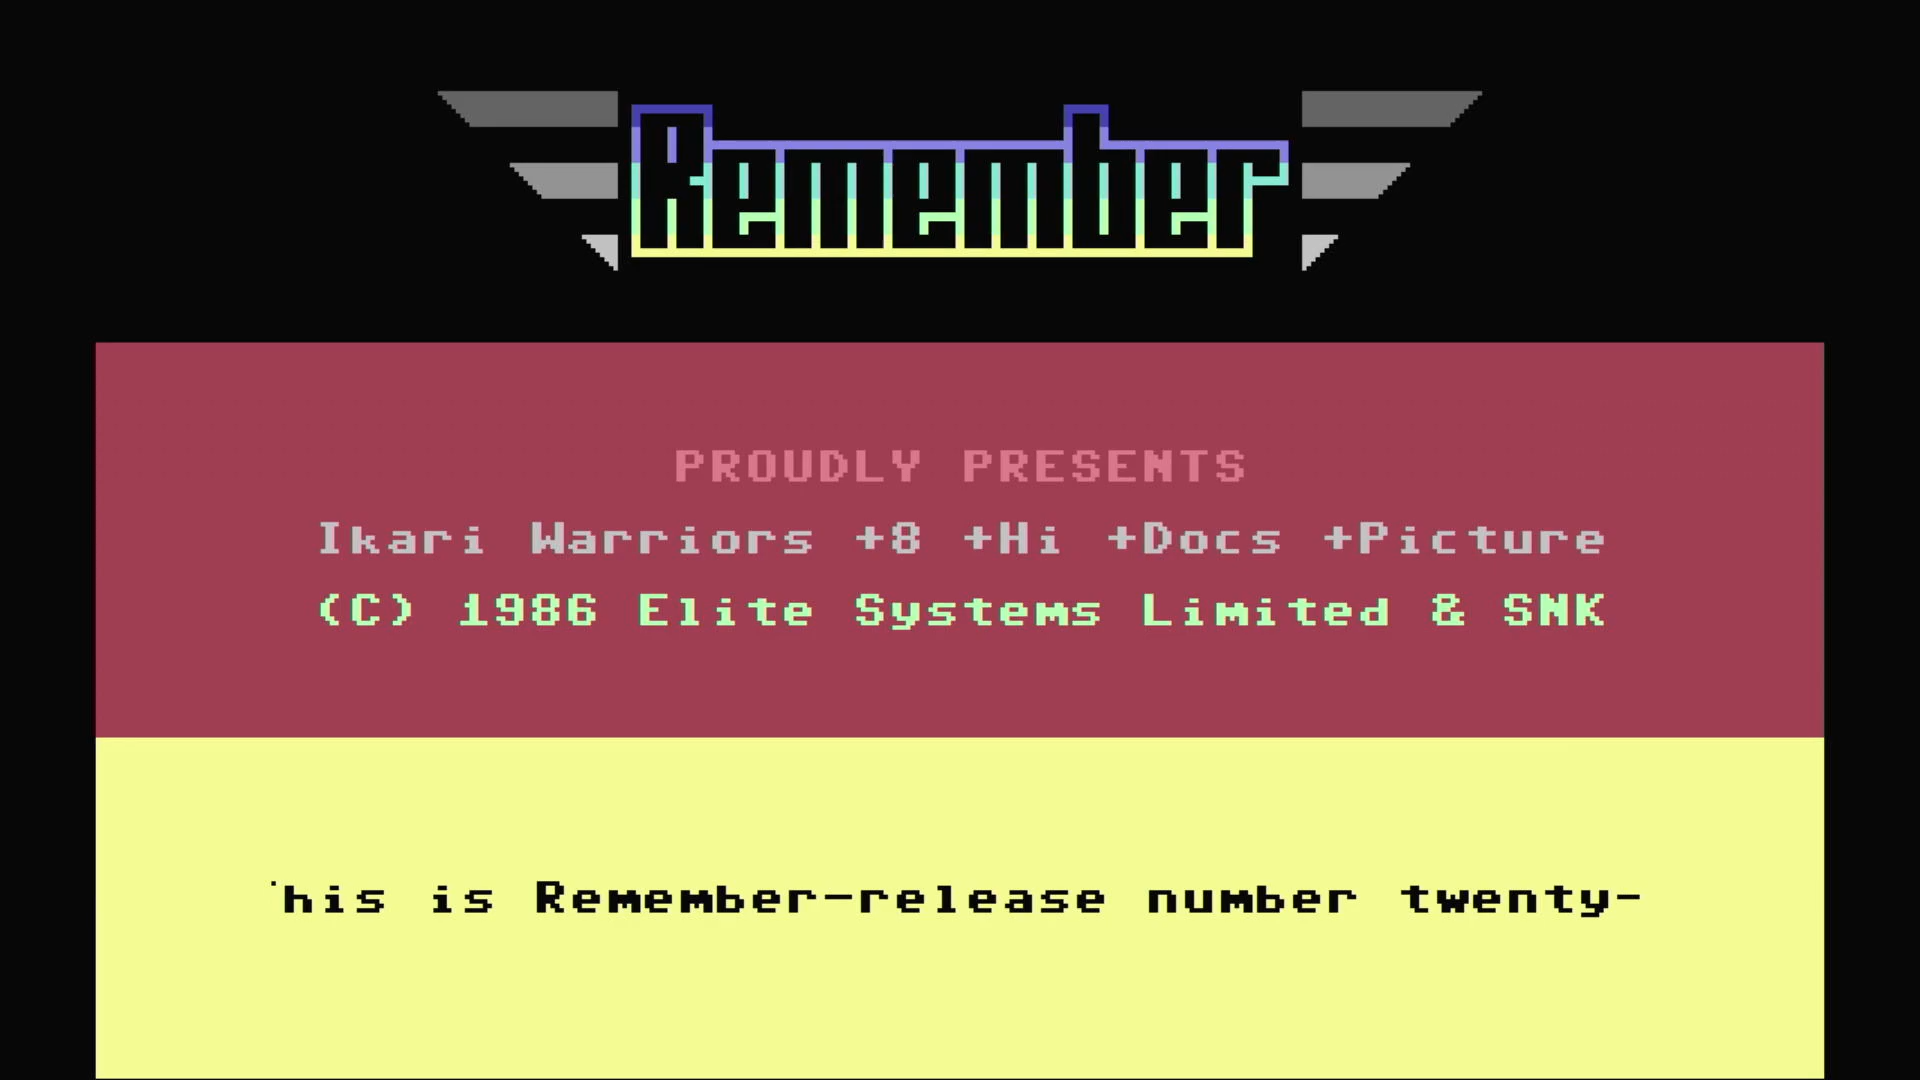 Remember
PROUDLY PRESENTS
Ikari Warriors +8 +Hi +Docs +Picture
(C) 1986 Elite Systems Limited & SNK
his is Remember-release number twenty-